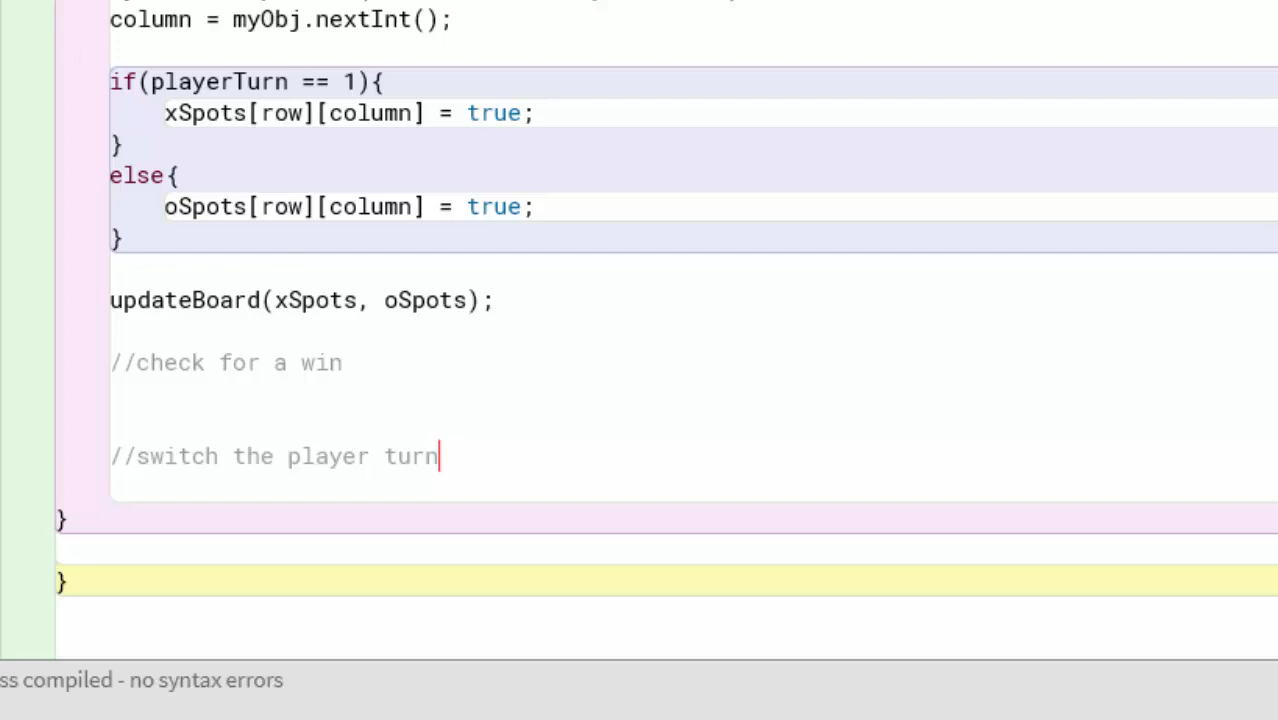 column = myObj.nextInt();
if(playerTurn == 1){
xSpots[row][column] = true;
}
else{
oSpots[row][column] = true;
}
updateBoard(xSpots, oSpots);
//check for a win
//switch the player turn
}
}
ss compiled - no syntax errors